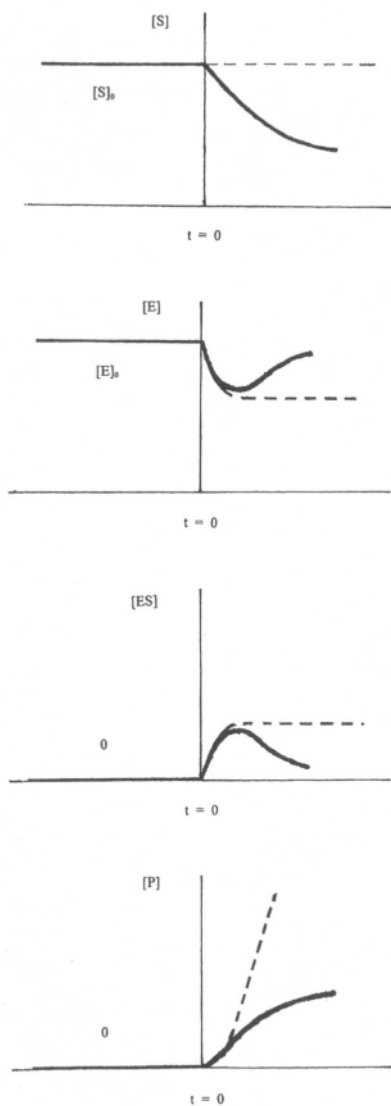 [S]
[S]₀
t = 0
[E]
[E]₀
t = 0
[ES]
0
t = 0
[P]
0
t = 0